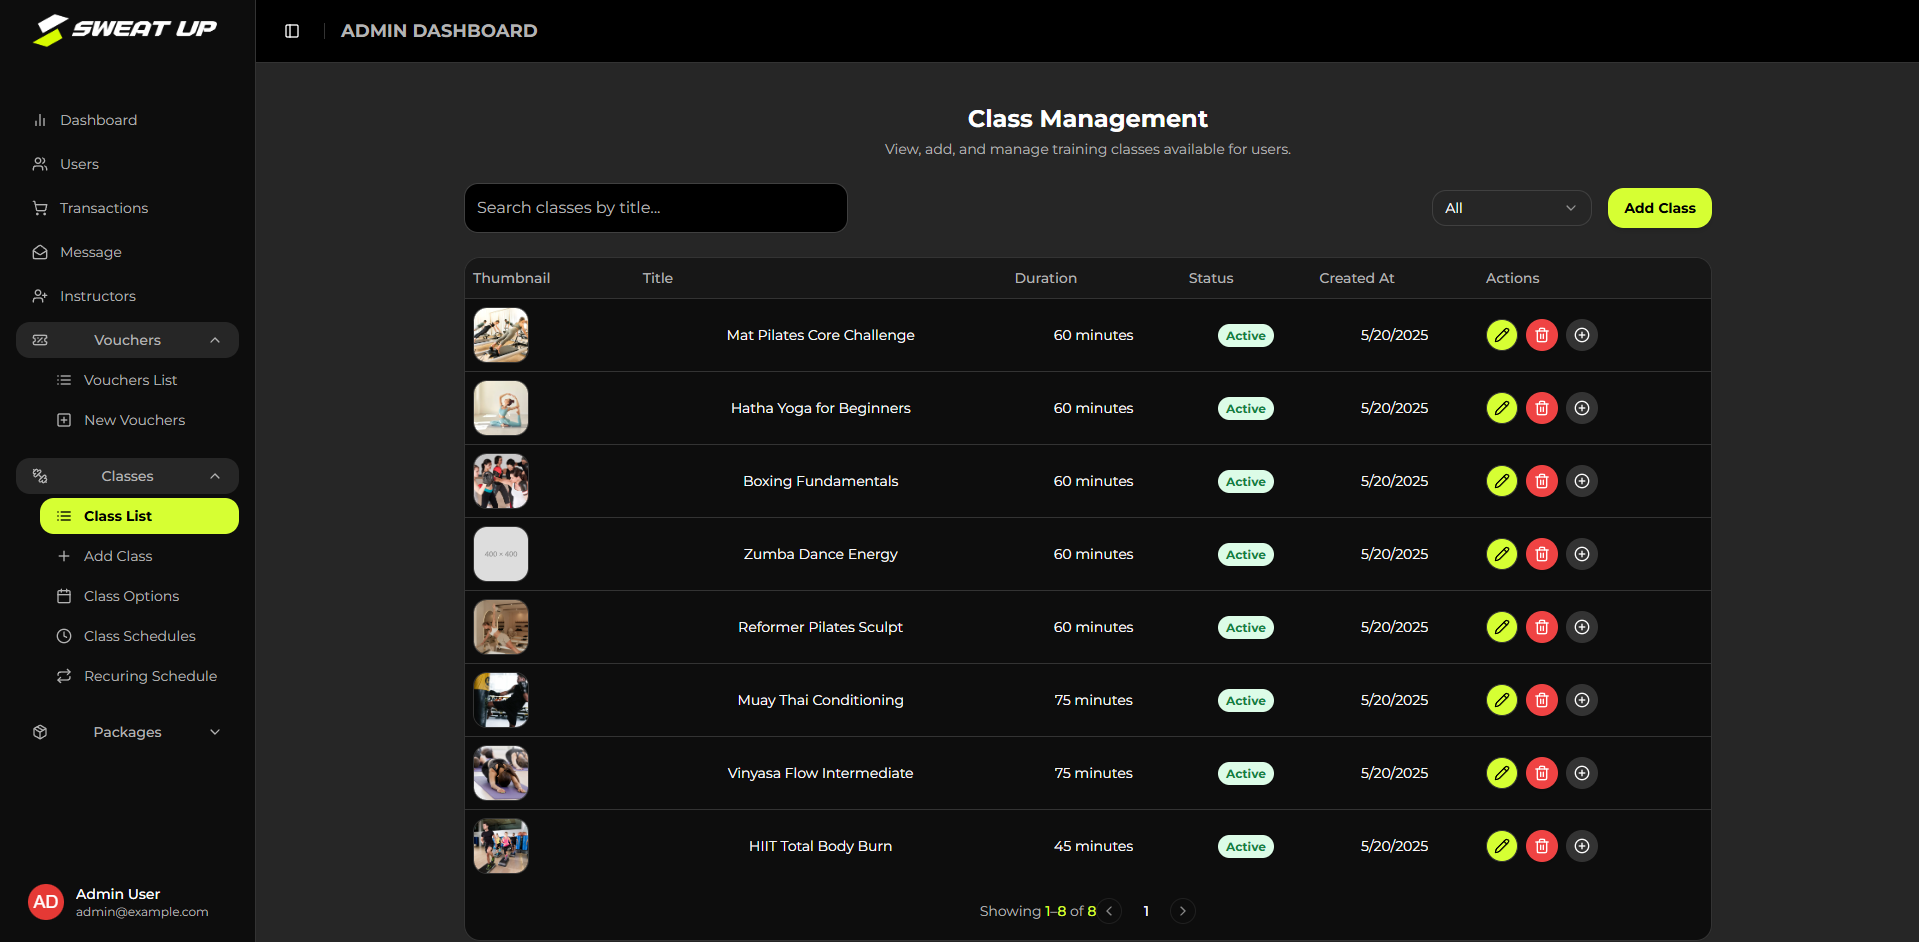 SWEAT UP
ADMIN DASHBOARD
Dashboard
Users
Transactions
Message
Instructors
Vouchers
Vouchers List
New Vouchers
Classes
Class List
Add Class
Class Options
Class Schedules
Recuring Schedule
Packages
AD
Admin User
admin@example.com
Class Management
View, add, and manage training classes available for users.
Search classes by title...
All
Add Class
Thumbnail Title Duration Status Created At Actions
Mat Pilates Core Challenge 60 minutes Active 5/20/2025
Hatha Yoga for Beginners 60 minutes Active 5/20/2025
Boxing Fundamentals 60 minutes Active 5/20/2025
400 × 400 Zumba Dance Energy 60 minutes Active 5/20/2025
Reformer Pilates Sculpt 60 minutes Active 5/20/2025
Muay Thai Conditioning 75 minutes Active 5/20/2025
Vinyasa Flow Intermediate 75 minutes Active 5/20/2025
HIIT Total Body Burn 45 minutes Active 5/20/2025
Showing 1–8 of 8 1